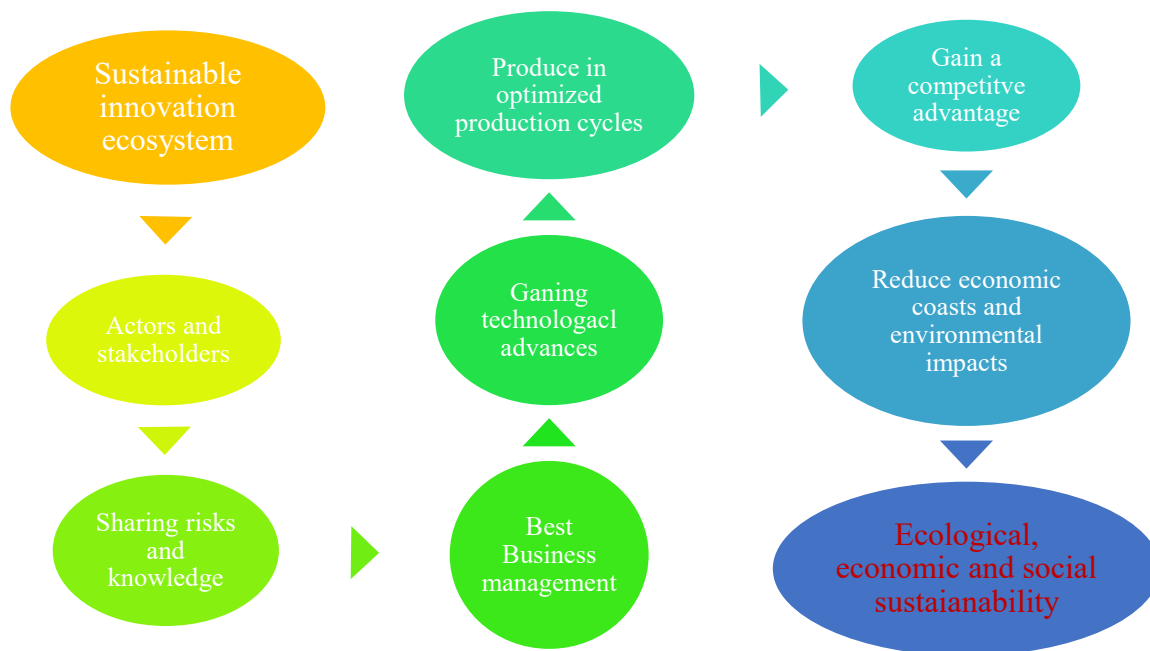 Sustainable
innovation
ecosystem
Actors and
stakeholders
Sharing risks
and
knowledge
Best
Business
management
Ganing
technologacl
advances
Produce in
optimized
production cycles
Gain a
competitve
advantage
Reduce economic
coasts and
environmental
impacts
Ecological,
economic and social
sustaianability